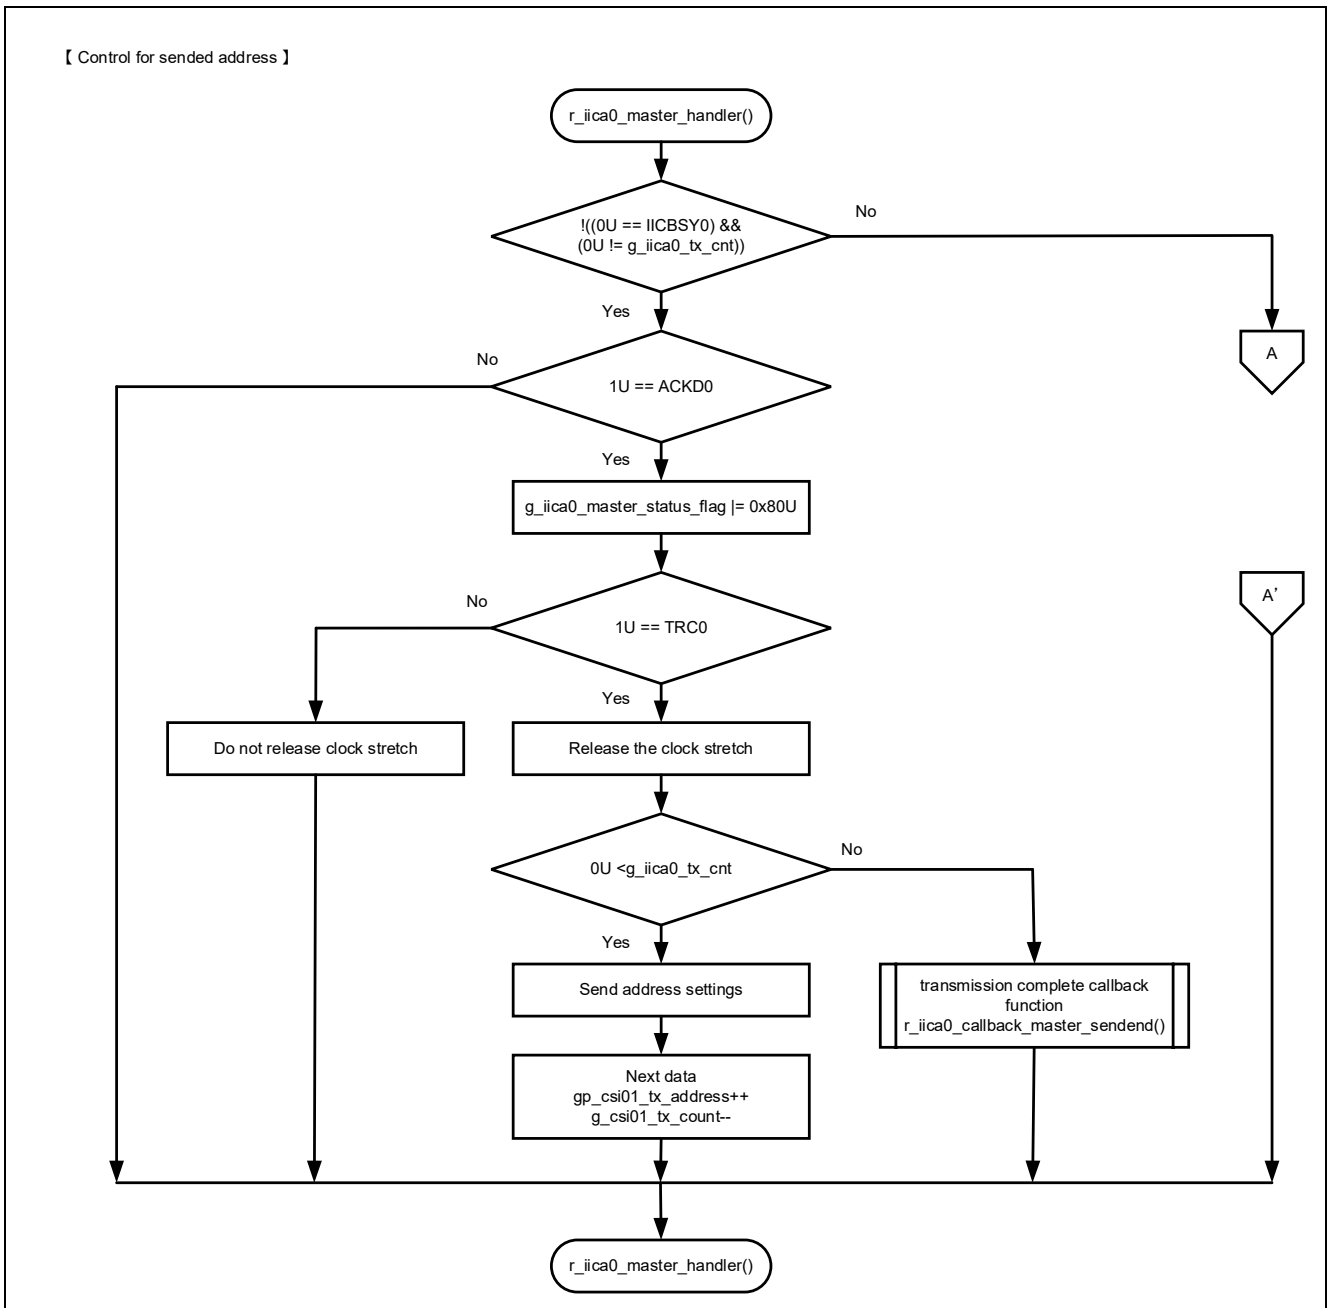 【 Control for sended address 】
r_iica0_master_handler()
!((0U == IICBSY0) &&
(0U != g_iica0_tx_cnt))
No
Yes
A
No
1U == ACKD0
Yes
g_iica0_master_status_flag |= 0x80U
A’
No
1U == TRC0
Yes
Do not release clock stretch
Release the clock stretch
0U <g_iica0_tx_cnt
No
Yes
Send address settings
transmission complete callback
function
r_iica0_callback_master_sendend()
Next data
gp_csi01_tx_address++
g_csi01_tx_count--
r_iica0_master_handler()